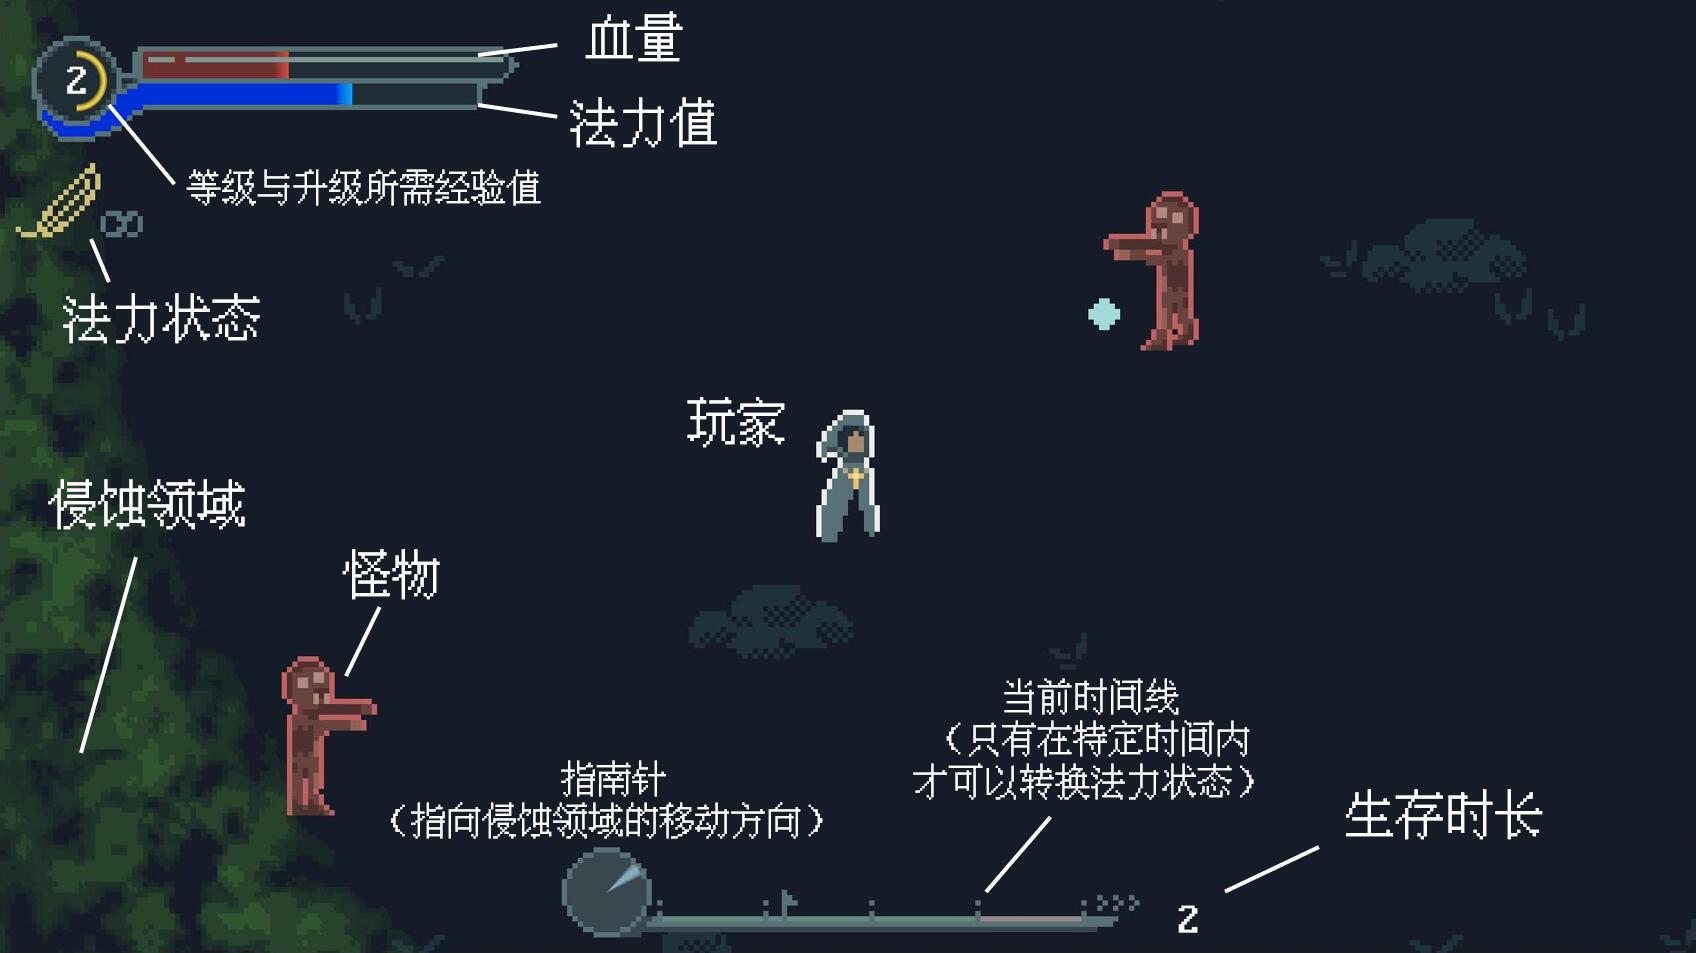 血量
2
法力值
等级与升级所需经验值
法力状态
玩家
侵蚀领域
怪物
当前时间线
（只有在特定时间内
才可以转换法力状态）
指南针
（指向侵蚀领域的移动方向）
生存时长
2